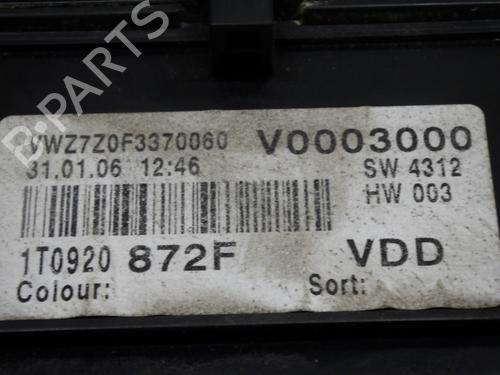 VWZ7Z0F3370060 V0003000
31.01.06 12:46 SW 4312
HW 003
1T0920 872F VDD
Colour: Sort:
B-PARTS